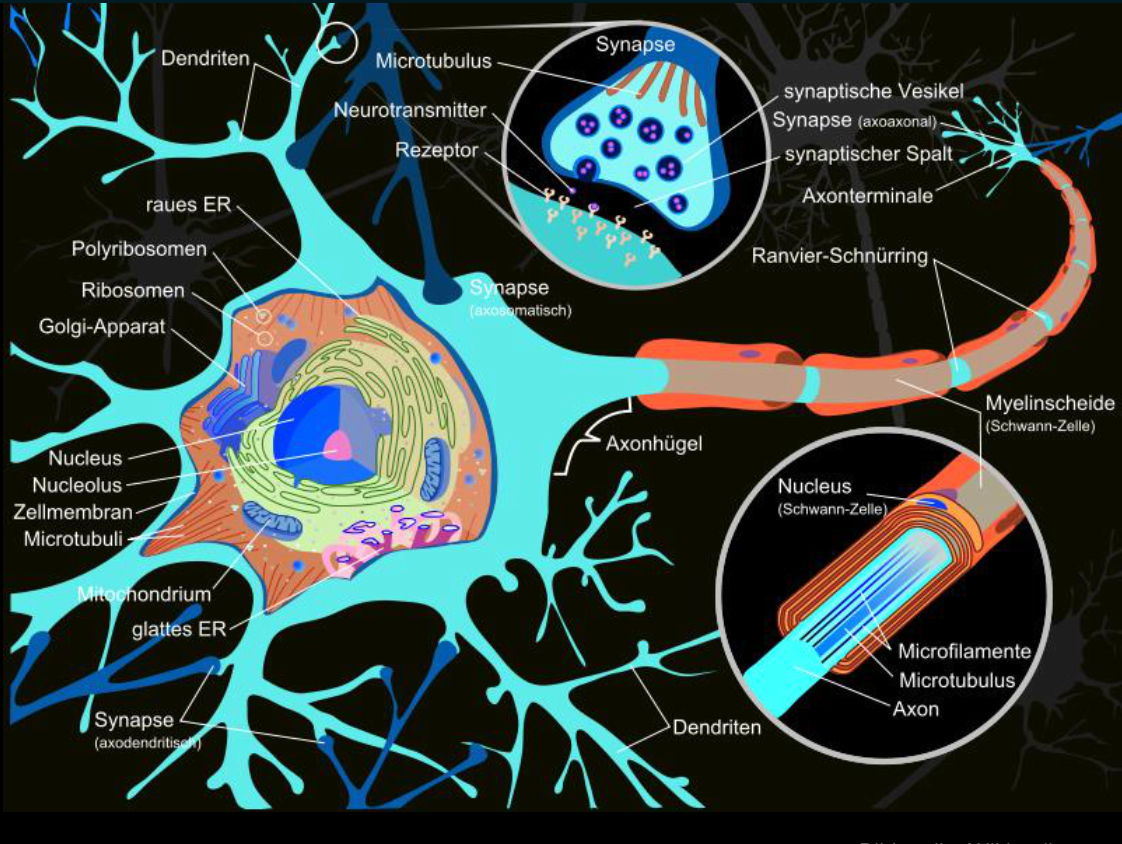 Synapse
Dendriten
Microtubulus
synaptische Vesikel
Neurotransmitter
Synapse (axoaxonal)
Rezeptor
synaptischer Spalt
Axonterminale
raues ER
Polyribosomen
Ranvier-Schnürring
Ribosomen
Synapse
(axosomatisch)
Golgi-Apparat
Myelinscheide
(Schwann-Zelle)
Axonhügel
Nucleus
Nucleolus
Zellmembran
Microtubuli
Nucleus
(Schwann-Zelle)
Mitochondrium
glattes ER
Microfilamente
Microtubulus
Axon
Synapse
(axodendritisch)
Dendriten